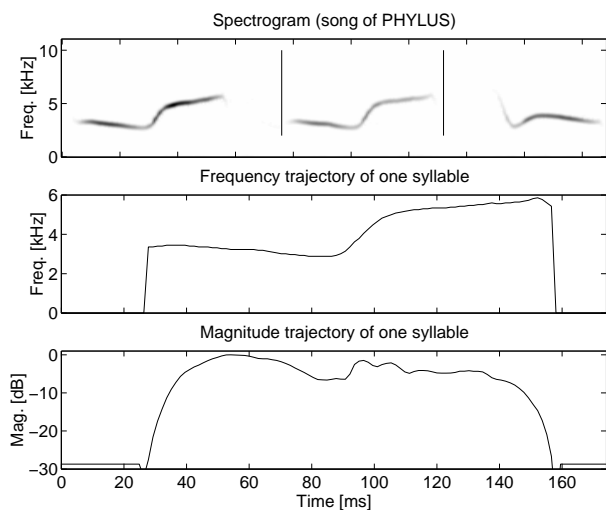 Spectrogram (song of PHYLUS)
10
5
0
Freq. [kHz]
Frequency trajectory of one syllable
6
4
2
0
Freq. [kHz]
Magnitude trajectory of one syllable
0
−10
−20
−30
Mag. [dB]
0 20 40 60 80 100 120 140 160
Time [ms]